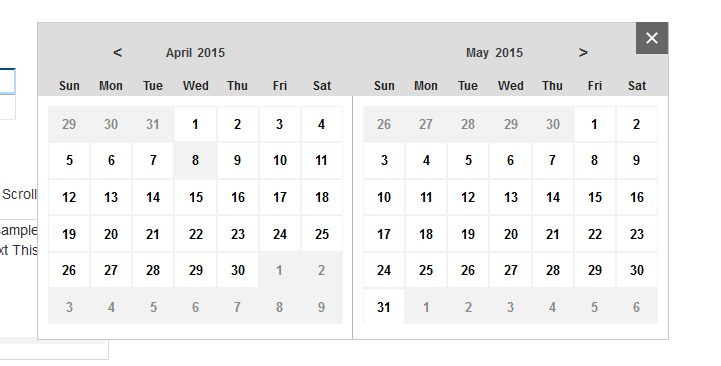 < April 2015 May 2015 > ×
Sun Mon Tue Wed Thu Fri Sat Sun Mon Tue Wed Thu Fri Sat
29 30 31 1 2 3 4 26 27 28 29 30 1 2
5 6 7 8 9 10 11 3 4 5 6 7 8 9
12 13 14 15 16 17 18 10 11 12 13 14 15 16
Scroll
19 20 21 22 23 24 25 17 18 19 20 21 22 23
ample
xt This
26 27 28 29 30 1 2 24 25 26 27 28 29 30
3 4 5 6 7 8 9 31 1 2 3 4 5 6